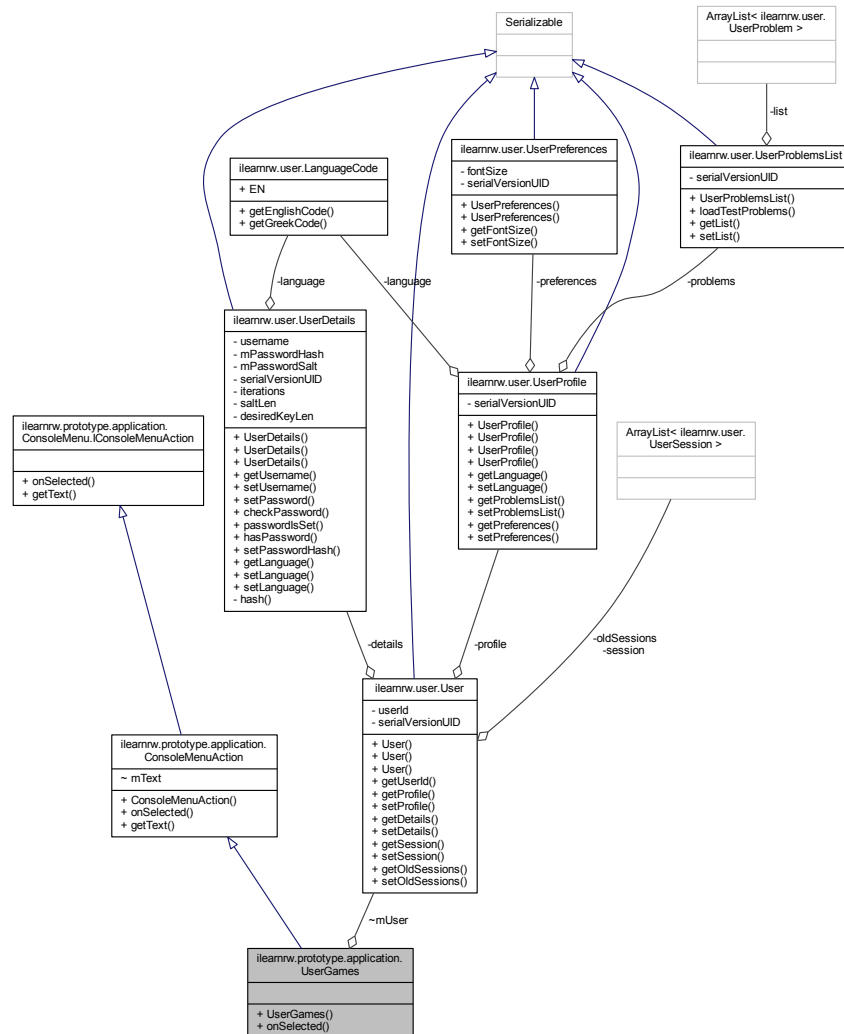 Serializable
ArrayList< ilearnrw.user.
UserProblem >
-list
ilearnrw.user.UserPreferences
- fontSize
- serialVersionUID
+ UserPreferences()
+ UserPreferences()
+ getFontSize()
+ setFontSize()
ilearnrw.user.UserProblemsList
- serialVersionUID
+ UserProblemsList()
+ loadTestProblems()
+ getList()
+ setList()
ilearnrw.user.LanguageCode
+ EN
+ getEnglishCode()
+ getGreekCode()
-language
-language
-preferences
-problems
ilearnrw.user.UserDetails
- username
- mPasswordHash
- mPasswordSalt
- serialVersionUID
- iterations
- saltLen
- desiredKeyLen
+ UserDetails()
+ UserDetails()
+ UserDetails()
+ getUsername()
+ setUsername()
+ setPassword()
+ checkPassword()
+ passwordIsSet()
+ hasPassword()
+ setPasswordHash()
+ getLanguage()
+ setLanguage()
+ setLanguage()
- hash()
ilearnrw.user.UserProfile
- serialVersionUID
+ UserProfile()
+ UserProfile()
+ UserProfile()
+ UserProfile()
+ getLanguage()
+ setLanguage()
+ getProblemsList()
+ setProblemsList()
+ getPreferences()
+ setPreferences()
ilearnrw.prototype.application.
ConsoleMenu.IConsoleMenuAction
+ onSelected()
+ getText()
ArrayList< ilearnrw.user.
UserSession >
-details
-profile
-oldSessions
-session
ilearnrw.user.User
- userId
- serialVersionUID
+ User()
+ User()
+ User()
+ getUserId()
+ getProfile()
+ setProfile()
+ getDetails()
+ setDetails()
+ getSession()
+ setSession()
+ getOldSessions()
+ setOldSessions()
ilearnrw.prototype.application.
ConsoleMenuAction
~ mText
+ ConsoleMenuAction()
+ onSelected()
+ getText()
~mUser
ilearnrw.prototype.application.
UserGames
+ UserGames()
+ onSelected()